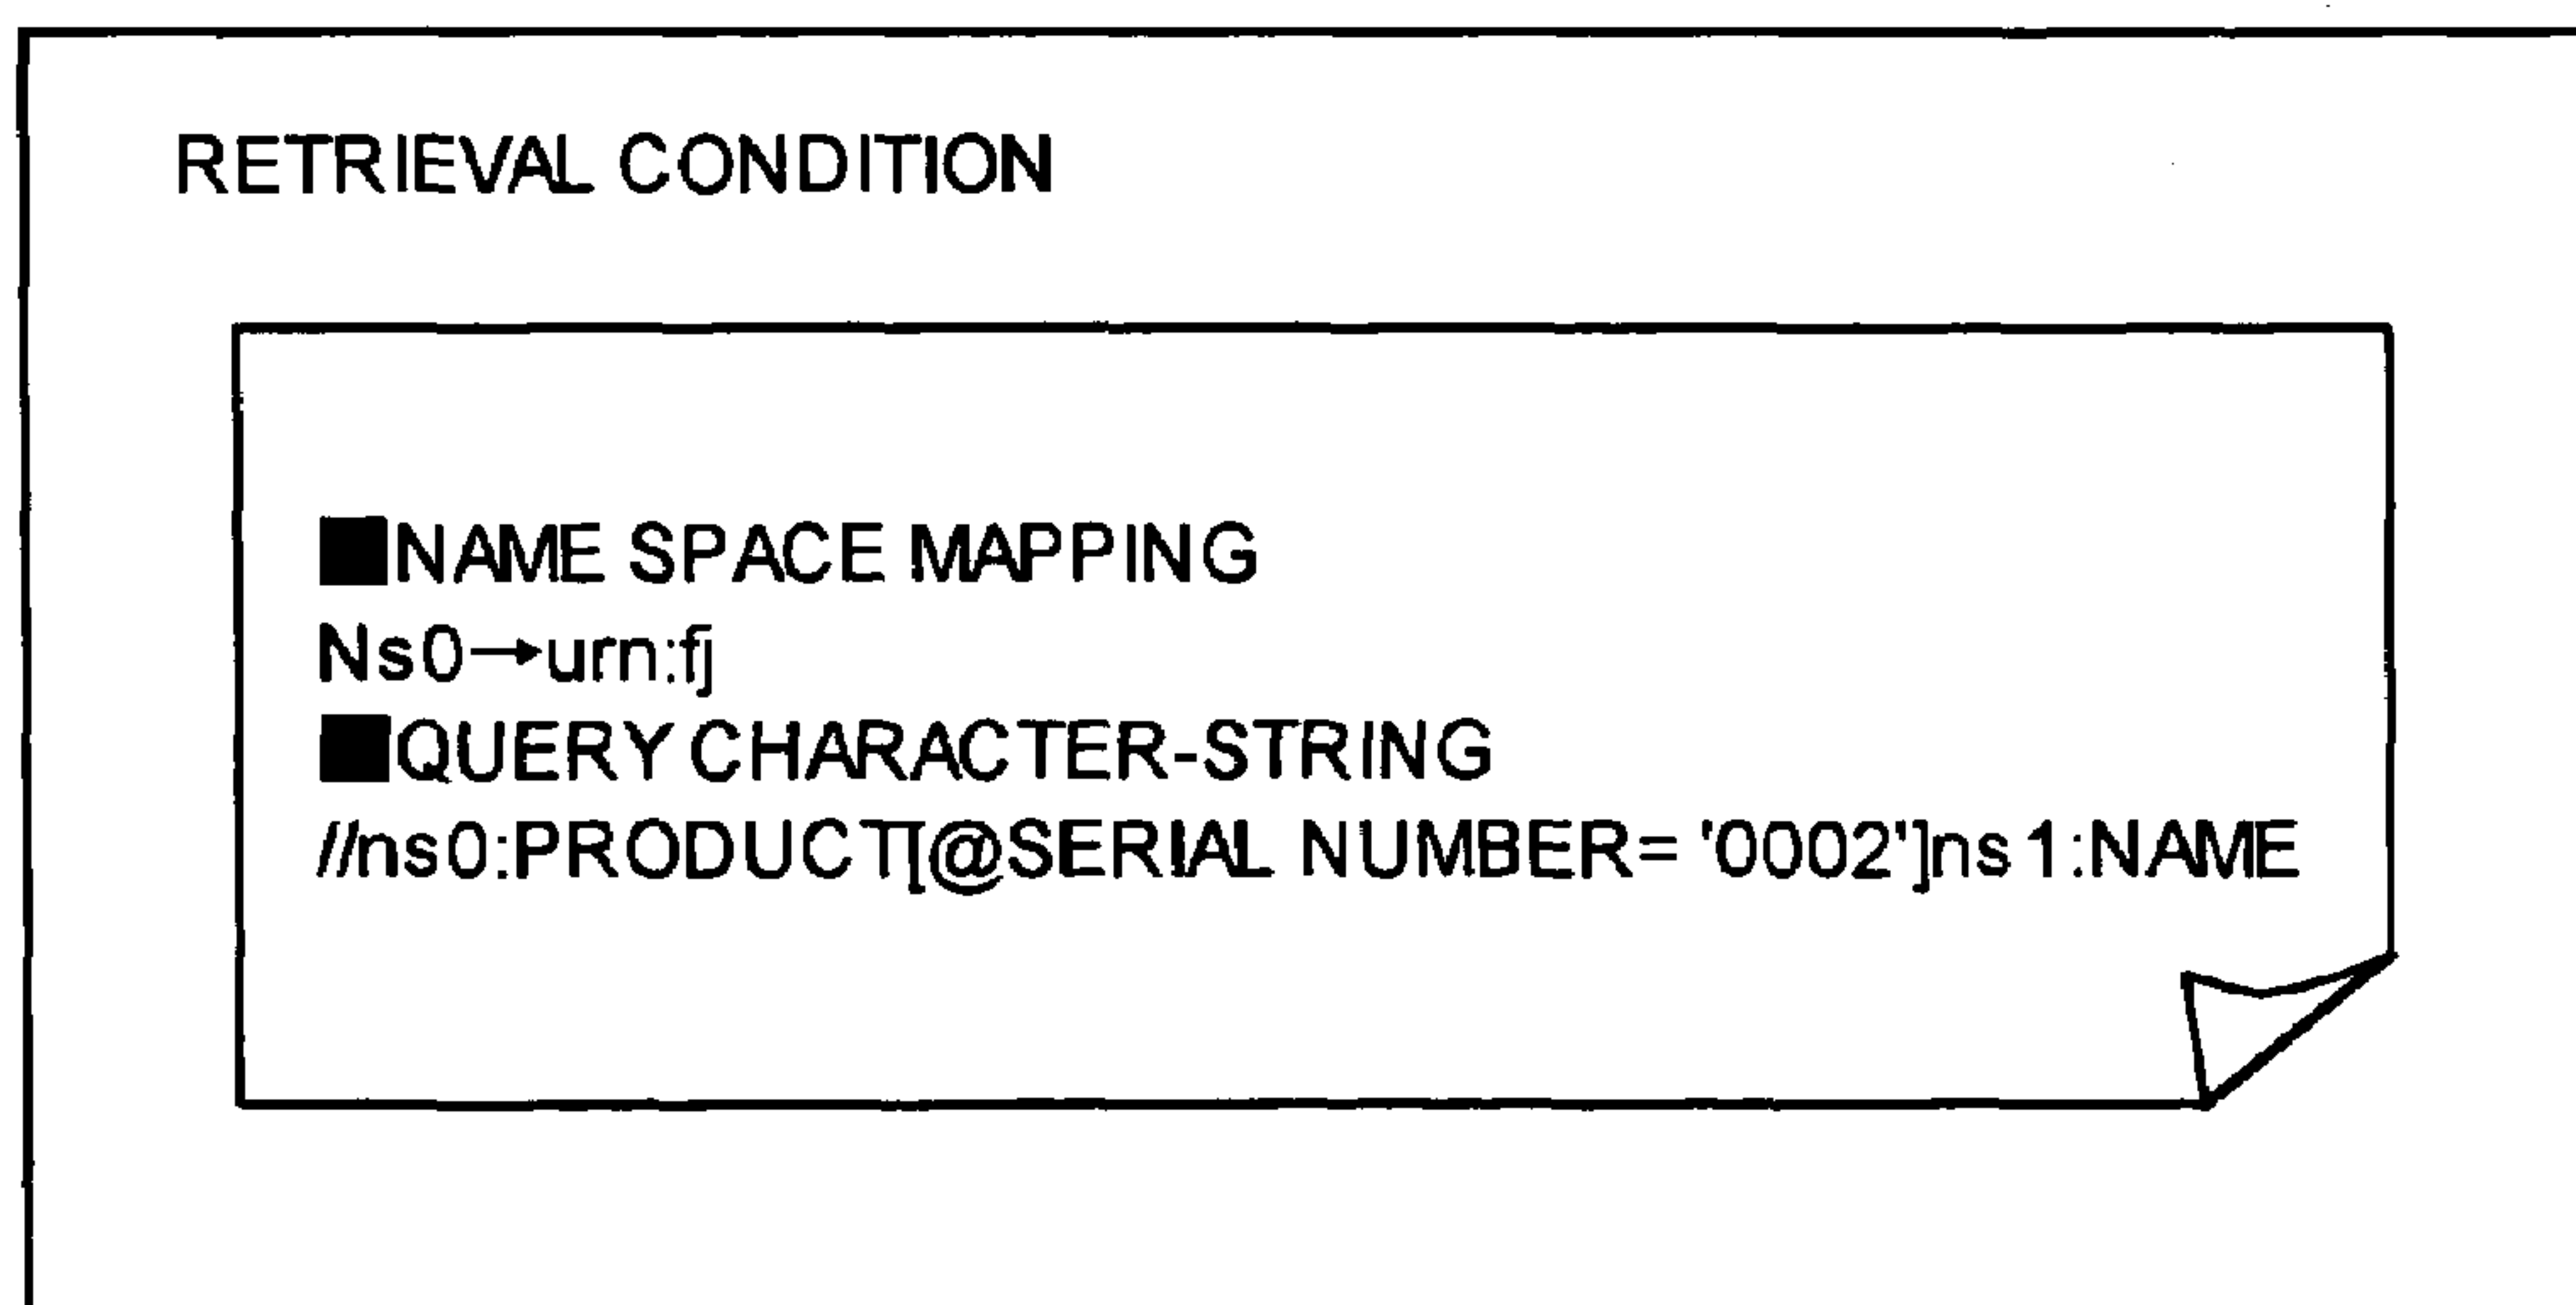 RETRIEVAL CONDITION
■NAME SPACE MAPPING
Ns0→urn:fj
■QUERY CHARACTER-STRING
//ns0:PRODUCT[@SERIAL NUMBER= '0002']ns1:NAME